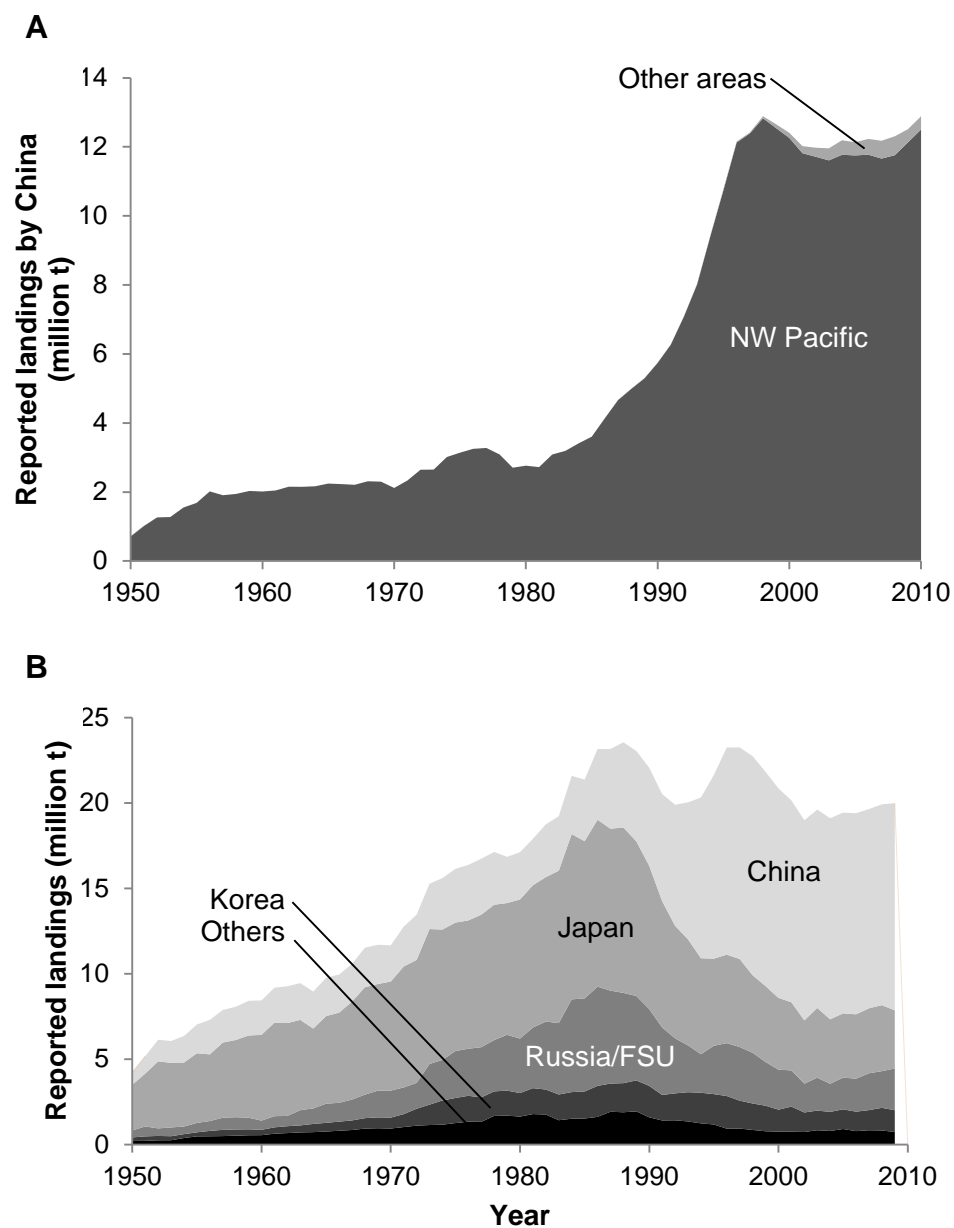 A
Reported landings by China
(million t)
14
12
10
8
6
4
2
0
Other areas
NW Pacific
1950 1960 1970 1980 1990 2000 2010
B
Reported landings (million t)
25
20
15
10
5
0
Korea
Others
China
Japan
Russia/FSU
1950 1960 1970 1980 1990 2000 2010
Year